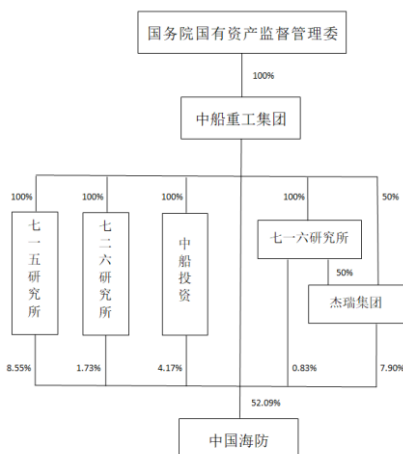 国务院国有资产监督管理委
100%
中船重工集团
100%
100%
100%
100%
50%
七一五研究所
七二六研究所
中船投资
七一六研究所
50%
杰瑞集团
8.55%
1.73%
4.17%
0.83%
7.90%
52.09%
中国海防